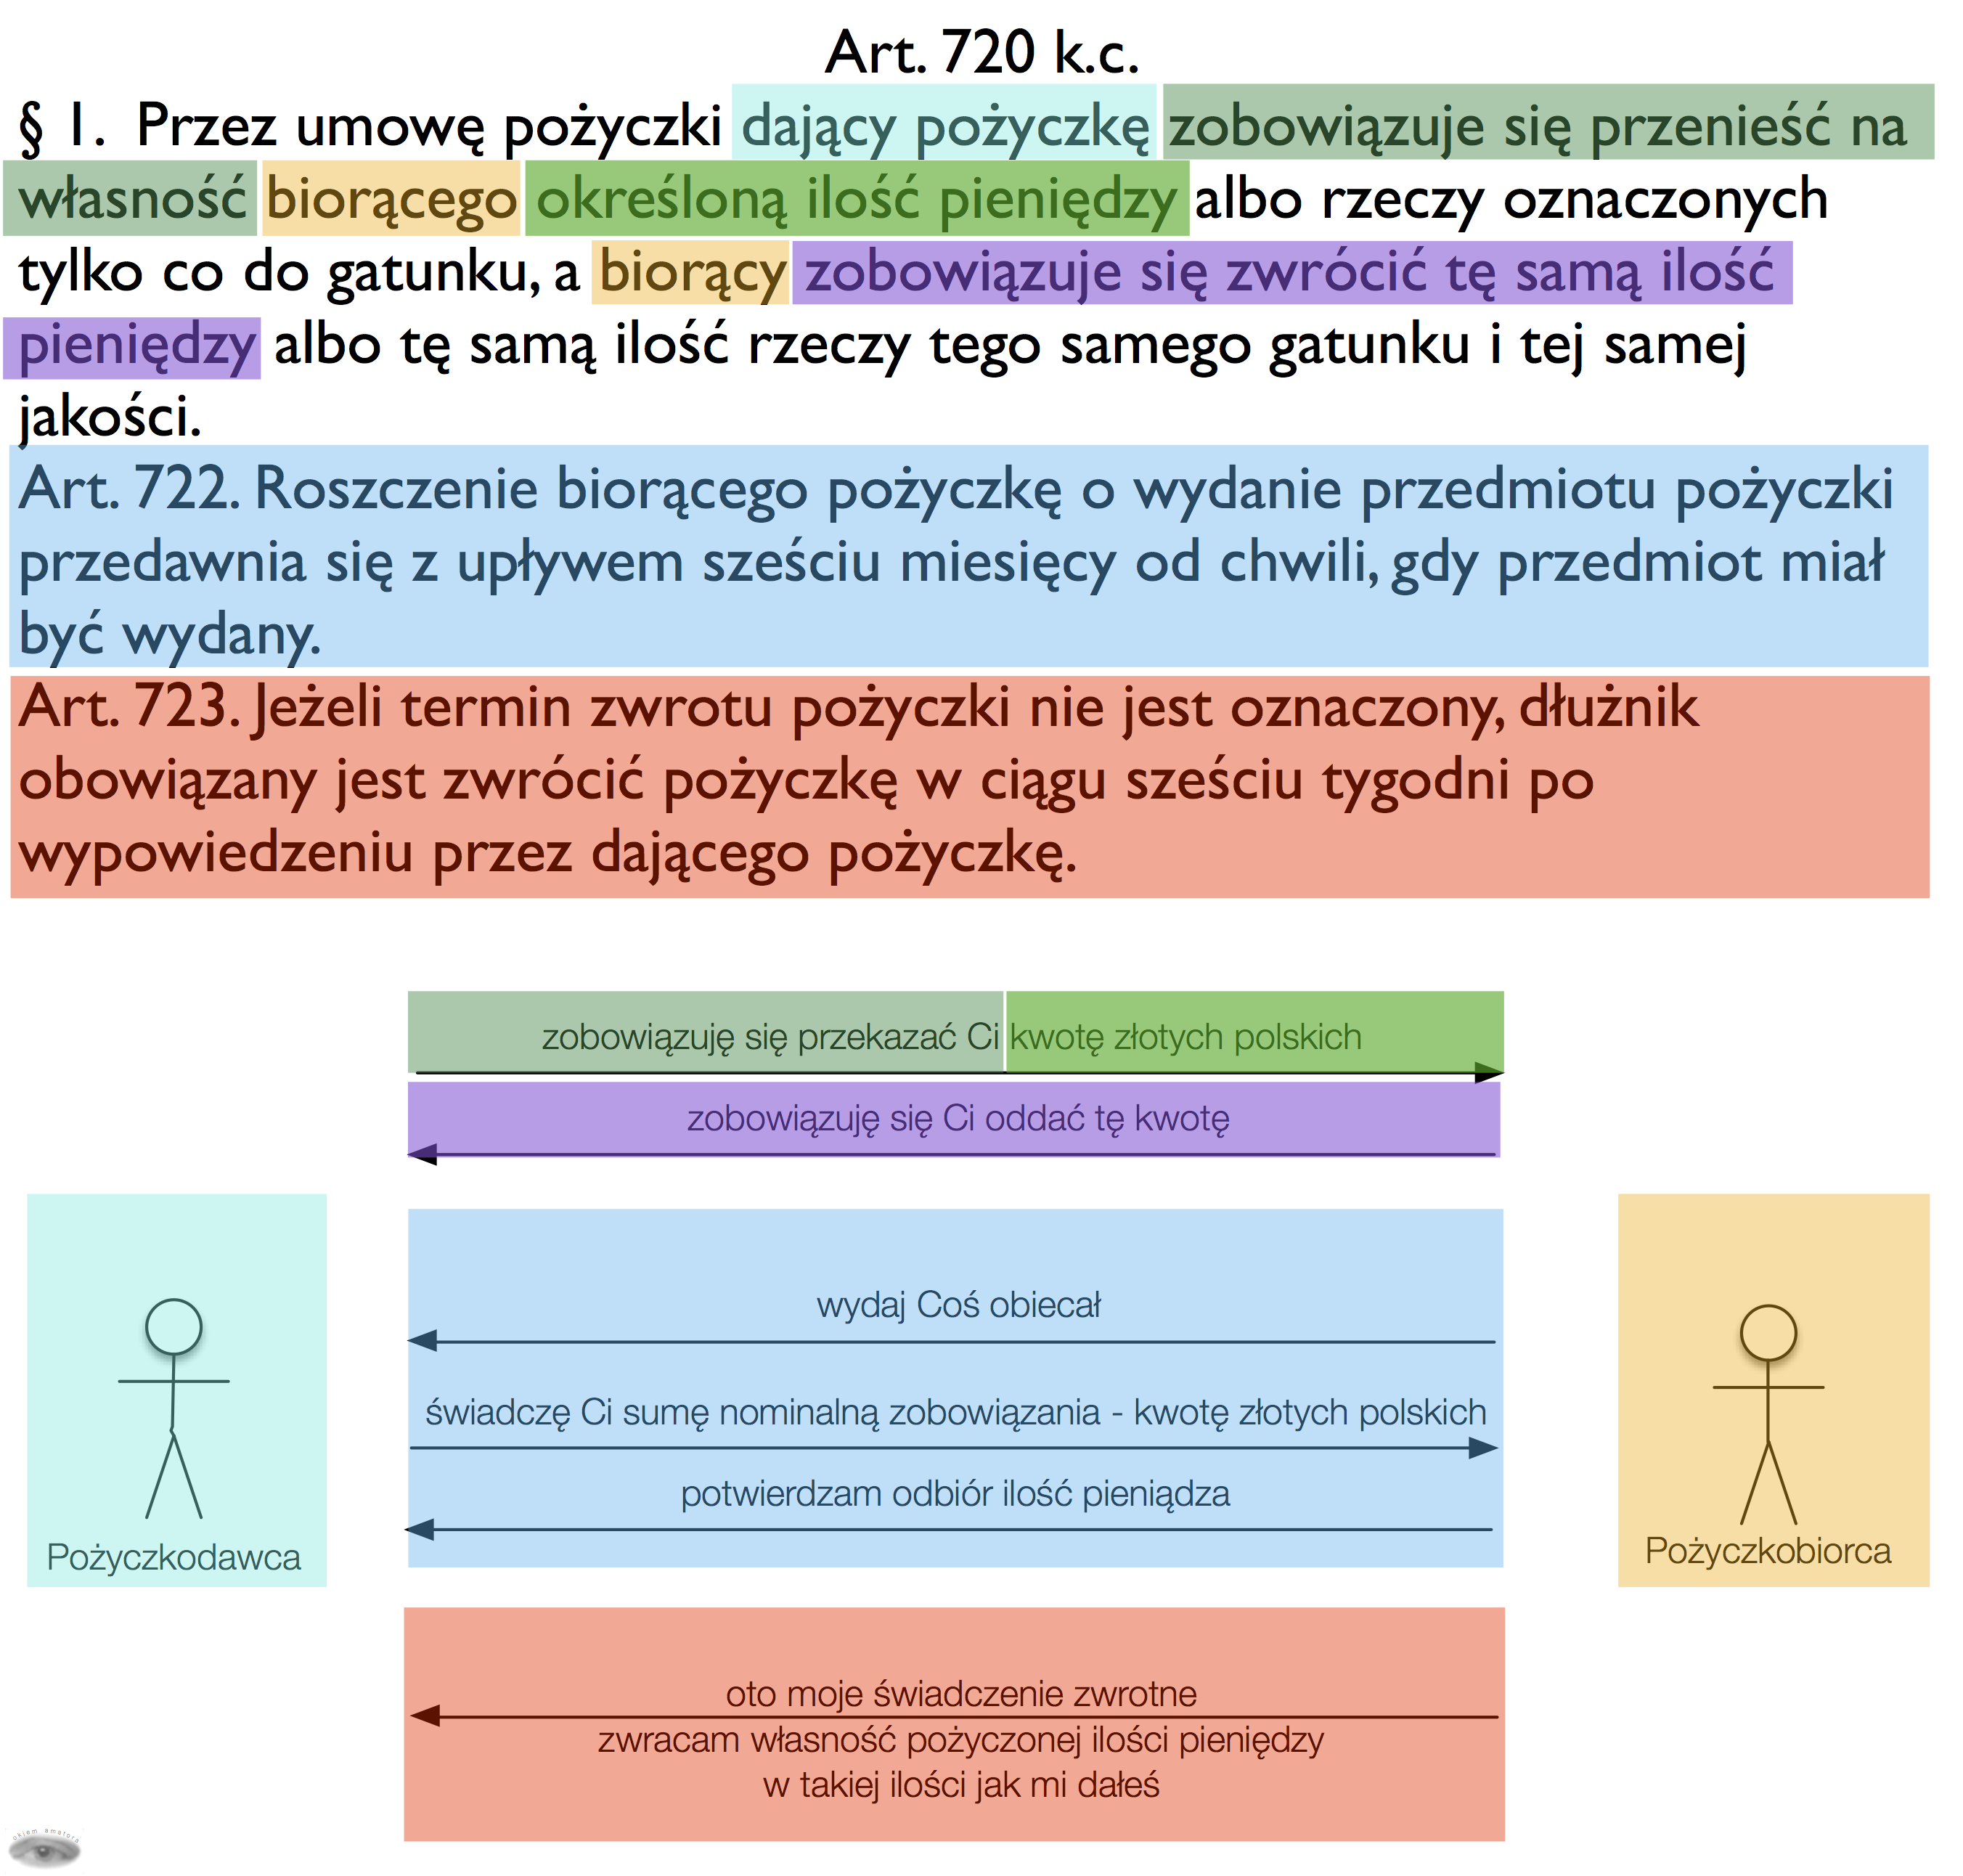 Art. 720 k.c.
§ 1. Przez umowę pożyczki dający pożyczkę zobowiązuje się przenieść na
własność biorącego określoną ilość pieniędzy albo rzeczy oznaczonych
tylko co do gatunku, a biorący zobowiązuje się zwrócić tę samą ilość
pieniędzy albo tę samą ilość rzeczy tego samego gatunku i tej samej
jakości.
Art. 722. Roszczenie biorącego pożyczkę o wydanie przedmiotu pożyczki
przedawnia się z upływem sześciu miesięcy od chwili, gdy przedmiot miał
być wydany.
Art. 723. Jeżeli termin zwrotu pożyczki nie jest oznaczony, dłużnik
obowiązany jest zwrócić pożyczkę w ciągu sześciu tygodni po
wypowiedzeniu przez dającego pożyczkę.
zobowiązuję się przekazać Ci kwotę złotych polskich
zobowiązuję się Ci oddać tę kwotę
wydaj Coś obiecał
świadczę Ci sumę nominalną zobowiązania - kwotę złotych polskich
potwierdzam odbiór ilość pieniądza
Pożyczkodawca
Pożyczkobiorca
oto moje świadczenie zwrotne
zwracam własność pożyczonej ilości pieniędzy
w takiej ilości jak mi dałeś
okiem amatora